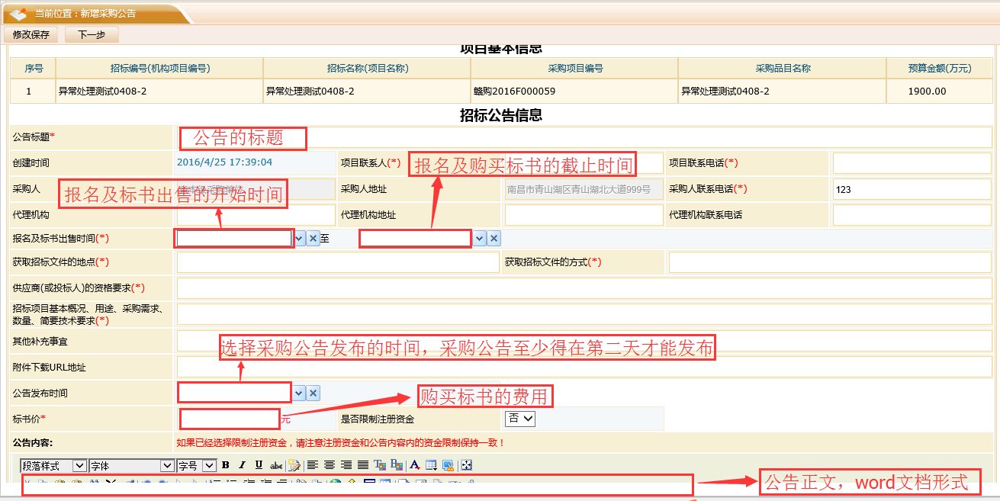 当前位置：新增采购公告
修改保存 下一步
项目基本信息
序号 招标编号(机构项目编号) 招标名称(项目名称) 采购项目编号 采购品目名称 预算金额(万元)
1 异常处理测试0408-2 异常处理测试0408-2 赣购2016F000059 异常处理测试0408-2 1900.00
招标公告信息
公告标题* 公告的标题
创建时间 2016/4/25 17:39:04 项目联系人(*) 报名及购买标书的截止时间 项目联系电话(*)
采购人 报名及标书出售的开始时间 采购人地址 南昌市青山湖区青山湖北大道999号 采购人联系电话(*) 123
代理机构 代理机构地址 代理机构联系电话
报名及标书出售时间(*) 至
获取招标文件的地点(*) 获取招标文件的方式(*)
供应商(或投标人)的资格要求(*)
招标项目基本概况、用途、采购需求、
数量、简要技术要求(*)
其他补充事宜
选择采购公告发布的时间，采购公告至少得在第二天才能发布
附件下载URL地址
公告发布时间
购买标书的费用
标书价* 元 是否限制注册资金 否
公告内容: 如果已经选择限制注册资金，请注意注册资金和公告内容内的资金限制保持一致！
段落样式 字体 字号 B I U abc
公告正文，word文档形式